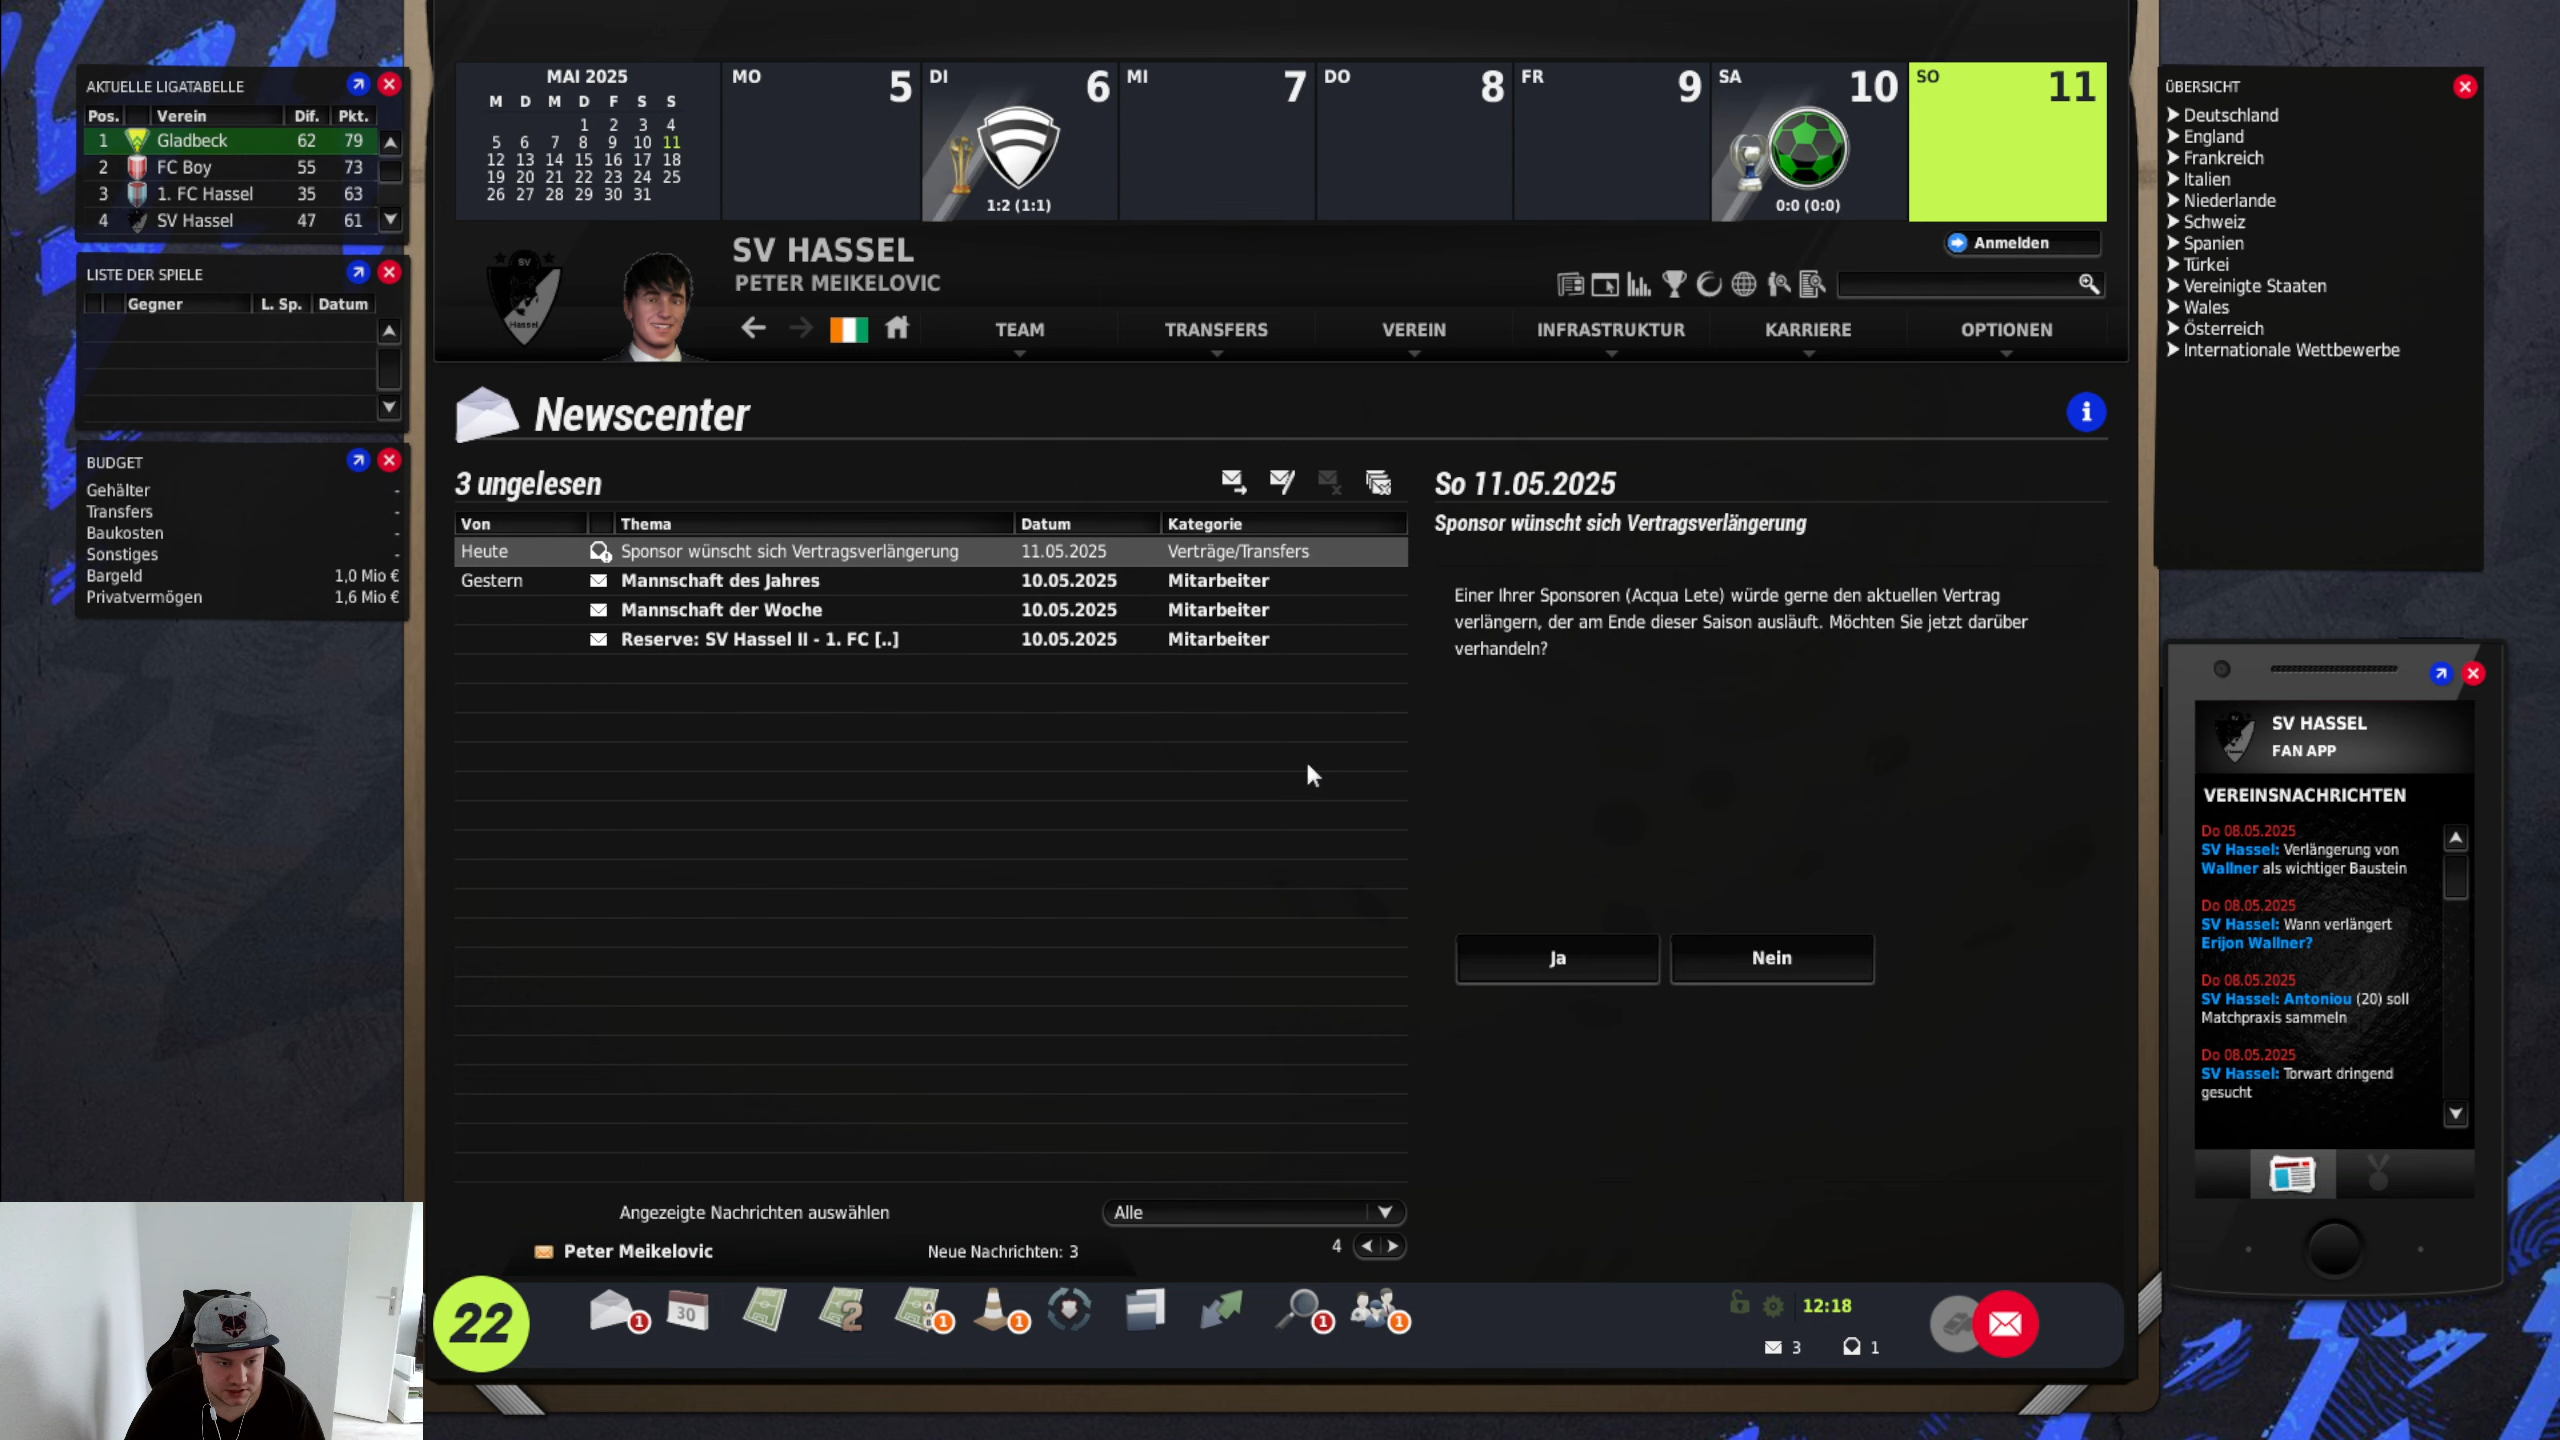 AKTUELLE LIGATABELLE
Pos. Verein Dif. Pkt.
1 Gladbeck 62 79
2 FC Boy 55 73
3 1. FC Hassel 35 63
4 SV Hassel 47 61
LISTE DER SPIELE
Gegner L. Sp. Datum
BUDGET
Gehälter -
Transfers -
Baukosten -
Sonstiges -
Bargeld 1,0 Mio €
Privatvermögen 1,6 Mio €
MAI 2025
M D M D F S S
1 2 3 4
5 6 7 8 9 10 11
12 13 14 15 16 17 18
19 20 21 22 23 24 25
26 27 28 29 30 31
MO 5
DI 6
1:2 (1:1)
MI 7
DO 8
FR 9
SA 10
0:0 (0:0)
SO 11
SV
Hassel
SV HASSEL
PETER MEIKELOVIC
Anmelden
TEAM
TRANSFERS
VEREIN
INFRASTRUKTUR
KARRIERE
OPTIONEN
Newscenter
i
3 ungelesen
Von Thema Datum Kategorie
Heute Sponsor wünscht sich Vertragsverlängerung 11.05.2025 Verträge/Transfers
Gestern Mannschaft des Jahres 10.05.2025 Mitarbeiter
Mannschaft der Woche 10.05.2025 Mitarbeiter
Reserve: SV Hassel II - 1. FC [..] 10.05.2025 Mitarbeiter
So 11.05.2025
Sponsor wünscht sich Vertragsverlängerung
Einer Ihrer Sponsoren (Acqua Lete) würde gerne den aktuellen Vertrag
verlängern, der am Ende dieser Saison ausläuft. Möchten Sie jetzt darüber
verhandeln?
Ja
Nein
Angezeigte Nachrichten auswählen
Alle
Peter Meikelovic
Neue Nachrichten: 3
4
22
1
30
2
1
1
1
1
12:18
3
1
ÜBERSICHT
Deutschland
England
Frankreich
Italien
Niederlande
Schweiz
Spanien
Türkei
Vereinigte Staaten
Wales
Österreich
Internationale Wettbewerbe
SV HASSEL
FAN APP
VEREINSNACHRICHTEN
Do 08.05.2025
SV Hassel: Verlängerung von
Wallner als wichtiger Baustein
Do 08.05.2025
SV Hassel: Wann verlängert
Erijon Wallner?
Do 08.05.2025
SV Hassel: Antoniou (20) soll
Matchpraxis sammeln
Do 08.05.2025
SV Hassel: Torwart dringend
gesucht